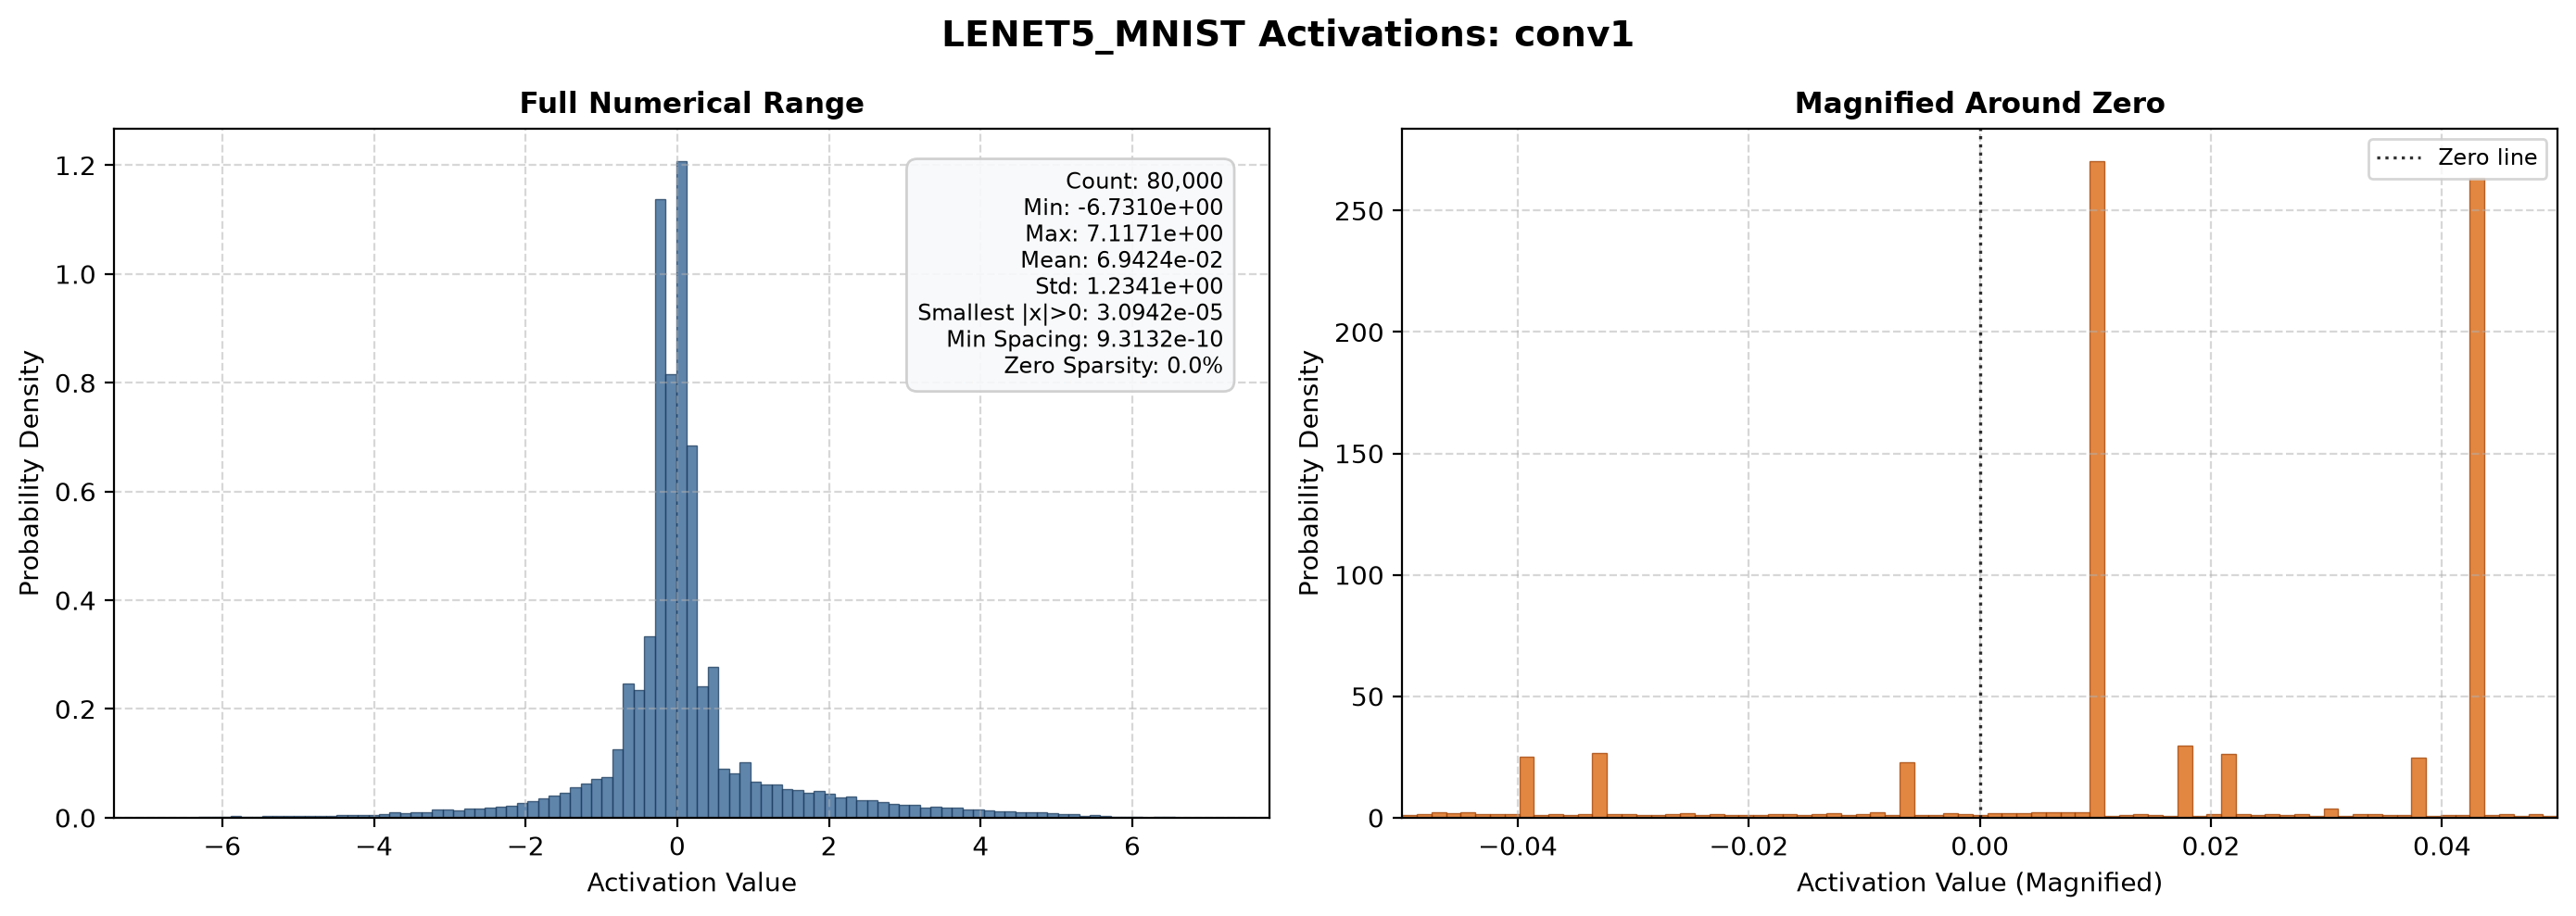 LENET5_MNIST Activations: conv1
Full Numerical Range
Probability Density
1.2
1.0
0.8
0.6
0.4
0.2
0.0
Count: 80,000
Min: -6.7310e+00
Max: 7.1171e+00
Mean: 6.9424e-02
Std: 1.2341e+00
Smallest |x|>0: 3.0942e-05
Min Spacing: 9.3132e-10
Zero Sparsity: 0.0%
−6 −4 −2 0 2 4 6
Activation Value
Magnified Around Zero
Probability Density
250
200
150
100
50
0
Zero line
−0.04 −0.02 0.00 0.02 0.04
Activation Value (Magnified)